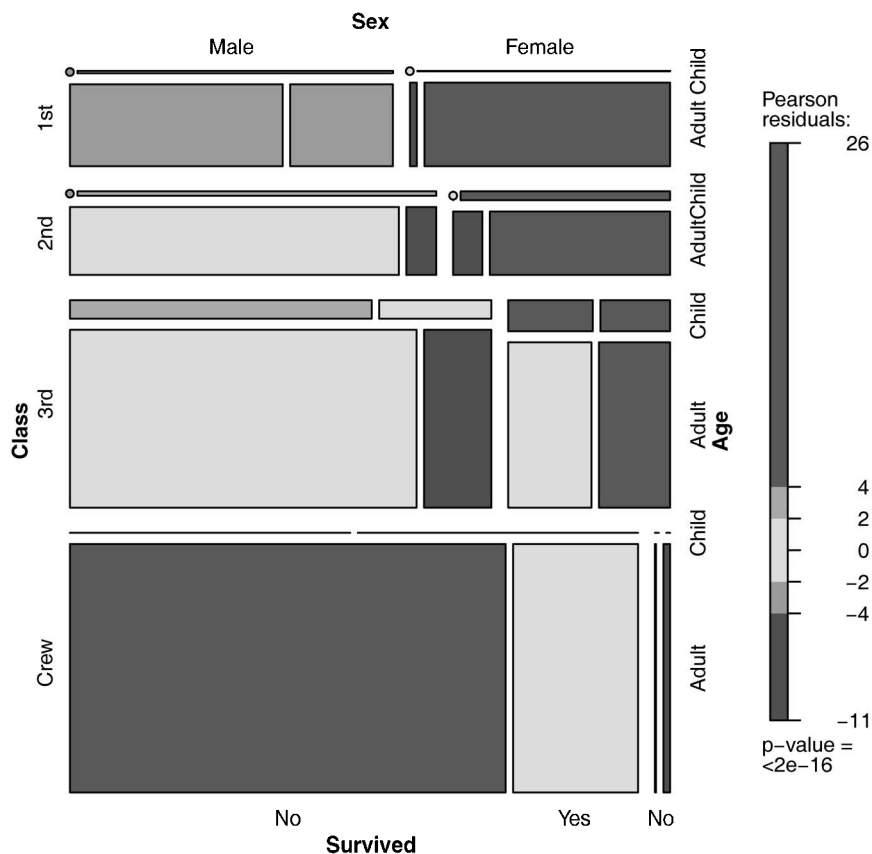 Sex
Male Female
1st
2nd
3rd
Crew
Class
Adult Child
AdultChild
Adult Child
Adult Child
Age
No Yes No
Survived
Pearson
residuals:
26
4
2
0
−2
−4
−11
p−value =
<2e−16